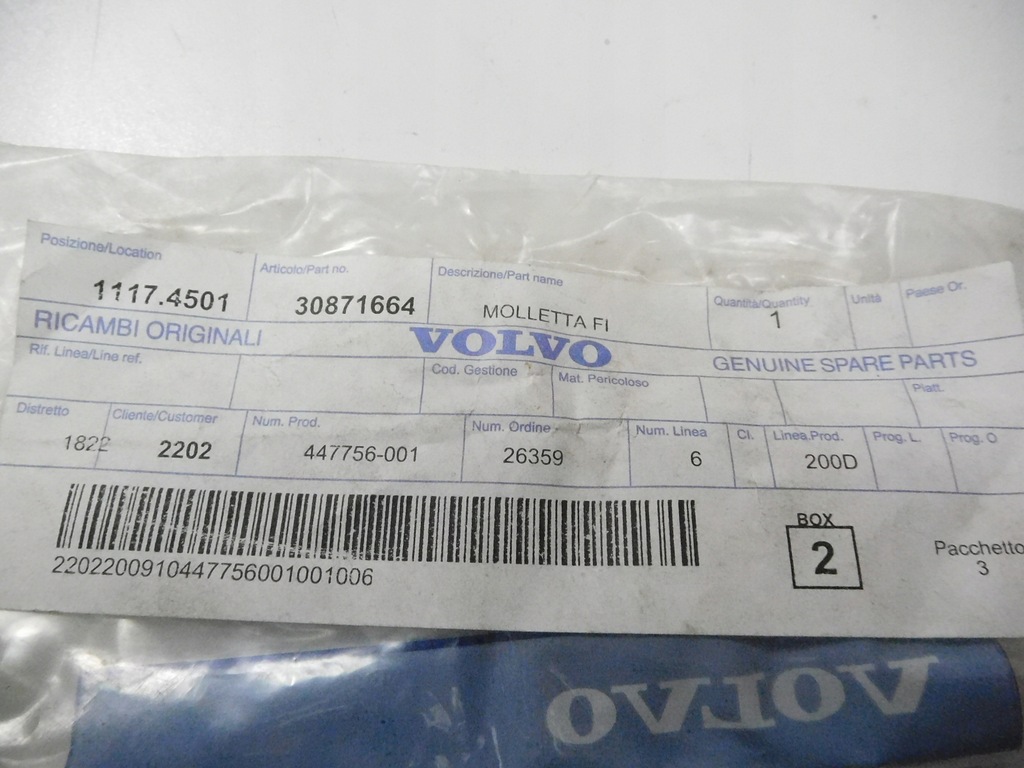 Posizione/Location Articolo/Part no. Descrizione/Part name Quantità/Quantity Unità Paese Or.
1117.4501 30871664 MOLLETTA FI 1
RICAMBI ORIGINALI VOLVO GENUINE SPARE PARTS
Rif. Linea/Line ref. Cod. Gestione Mat. Pericoloso Piatt.
Distretto Cliente/Customer Num. Prod. Num. Ordine Num. Linea Cl. Linea Prod. Prog. L. Prog. O
1822 2202 447756-001 26359 6 200D
BOX
2
Pacchetto
3
2202200910447756001001006
VOLVO